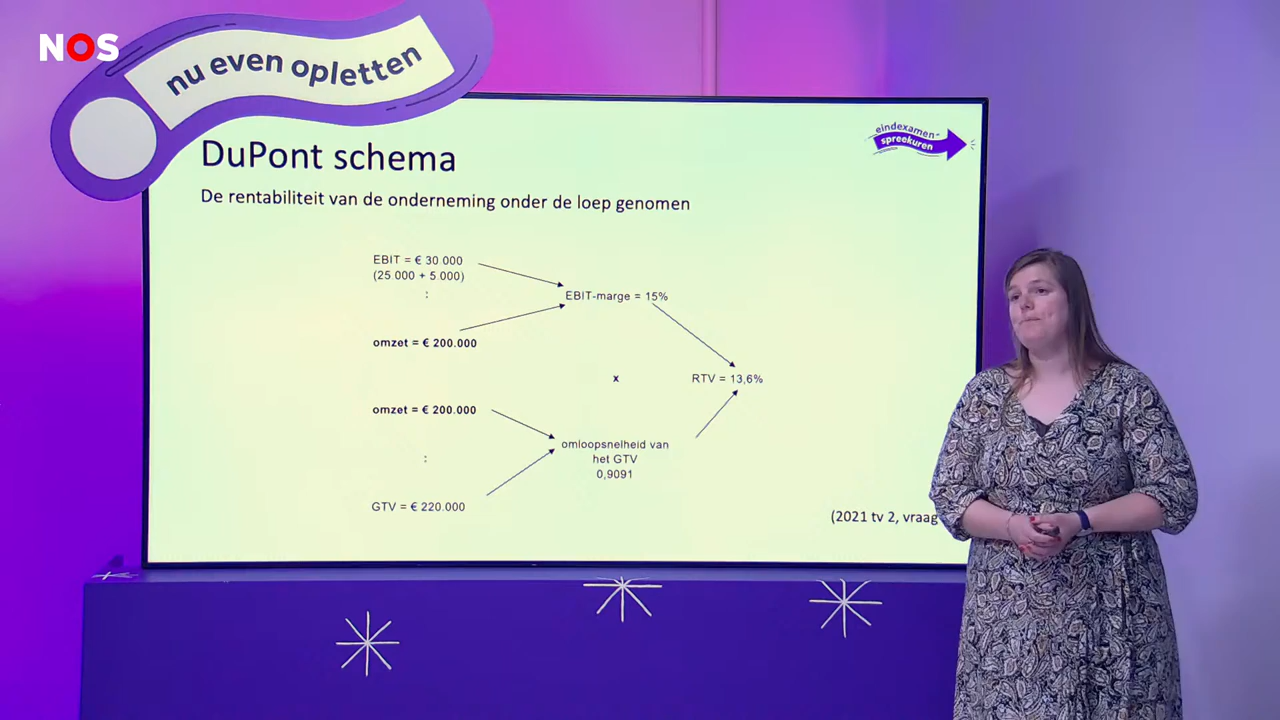 NOS
nu even opletten
eindexamen-
spreekuren
DuPont schema
De rentabiliteit van de onderneming onder de loep genomen
EBIT = € 30.000
(25.000 + 5.000)
:
EBIT-marge = 15%
omzet = € 200.000
x
RTV = 13,6%
omzet = € 200.000
omloopsnelheid van
:
het GTV
0,9091
GTV = € 220.000
(2021 tv 2, vraag